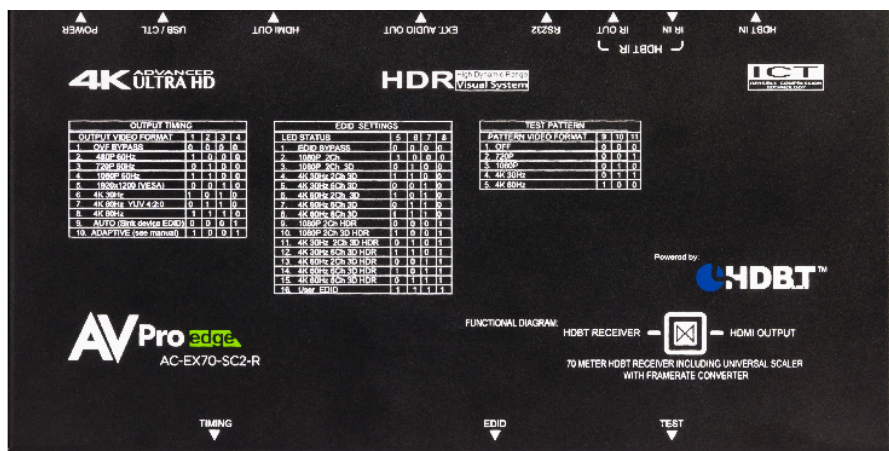 POWER USB / CTL HDMI OUT EXT. AUDIO OUT RS232 IR OUT IR IN HDBT IN
HDBT IR
4K ADVANCED
ULTRA HD
HDR High Dynamic Range
Visual System
ICT
INVISIBLE COMPRESSION
TECHNOLOGY
OUTPUT TIMING
OUTPUT VIDEO FORMAT 1 2 3 4
1. OVF BYPASS 0 0 0 0
2. 480P 60Hz 1 0 0 0
3. 720P 60Hz 0 1 0 0
4. 1080P 60Hz 1 1 0 0
5. 1920x1200 (VESA) 0 0 1 0
6. 4K 30Hz 1 0 1 0
7. 4K 60Hz YUV 4:2:0 0 1 1 0
8. 4K 60Hz 1 1 1 0
9. AUTO (Sink device EDID) 0 0 0 1
10. ADAPTIVE (see manual) 1 0 0 1
EDID SETTINGS
LED STATUS 5 6 7 8
1. EDID BYPASS 0 0 0 0
2. 1080P 2Ch 1 0 0 0
3. 1080P 2Ch 3D 0 1 0 0
4. 4K 30Hz 2Ch 3D 1 1 0 0
5. 4K 30Hz 6Ch 3D 0 0 1 0
6. 4K 60Hz 2Ch 3D 1 0 1 0
7. 4K 60Hz 6Ch 3D 0 1 1 0
8. 4K 60Hz 6Ch 3D 1 1 1 0
9. 1080P 2Ch HDR 0 0 0 1
10. 1080P 2Ch 3D HDR 1 0 0 1
11. 4K 30Hz 2Ch 3D HDR 0 1 0 1
12. 4K 30Hz 6Ch 3D HDR 1 1 0 1
13. 4K 60Hz 2Ch 3D HDR 0 0 1 1
14. 4K 60Hz 6Ch 3D HDR 1 0 1 1
15. 4K 60Hz 6Ch 3D HDR 0 1 1 1
16. User EDID 1 1 1 1
TEST PATTERN
PATTERN VIDEO FORMAT 9 10 11
1. OFF 0 0 0
2. 720P 0 0 1
3. 1080P 0 1 0
4. 4K 30Hz 0 1 1
5. 4K 60Hz 1 0 0
Powered by:
HDBT™
AVPro edge
AC-EX70-SC2-R
FUNCTIONAL DIAGRAM:
HDBT RECEIVER HDMI OUTPUT
70 METER HDBT RECEIVER INCLUDING UNIVERSAL SCALER
WITH FRAMERATE CONVERTER
TIMING EDID TEST